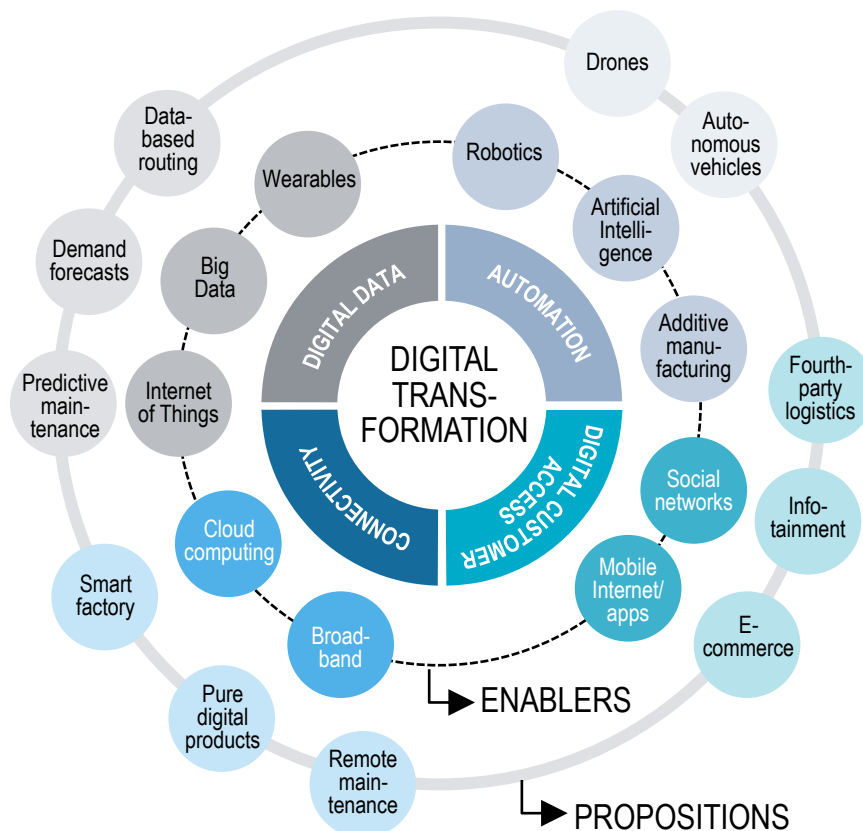 Drones
Data-
based
routing
Auto-
nomous
vehicles
Wearables
Robotics
Artificial
Intelli-
gence
Demand
forecasts
Big
Data
DIGITAL DATA
AUTOMATION
Additive
manu-
facturing
Predictive
main-
tenance
Internet
of Things
DIGITAL
TRANS-
FORMATION
Fourth-
party
logistics
CONNECTIVITY
DIGITAL CUSTOMER
ACCESS
Social
networks
Info-
tainment
Cloud
computing
Mobile
Internet/
apps
Smart
factory
Broad-
band
E-
commerce
Pure
digital
products
ENABLERS
Remote
main-
tenance
PROPOSITIONS